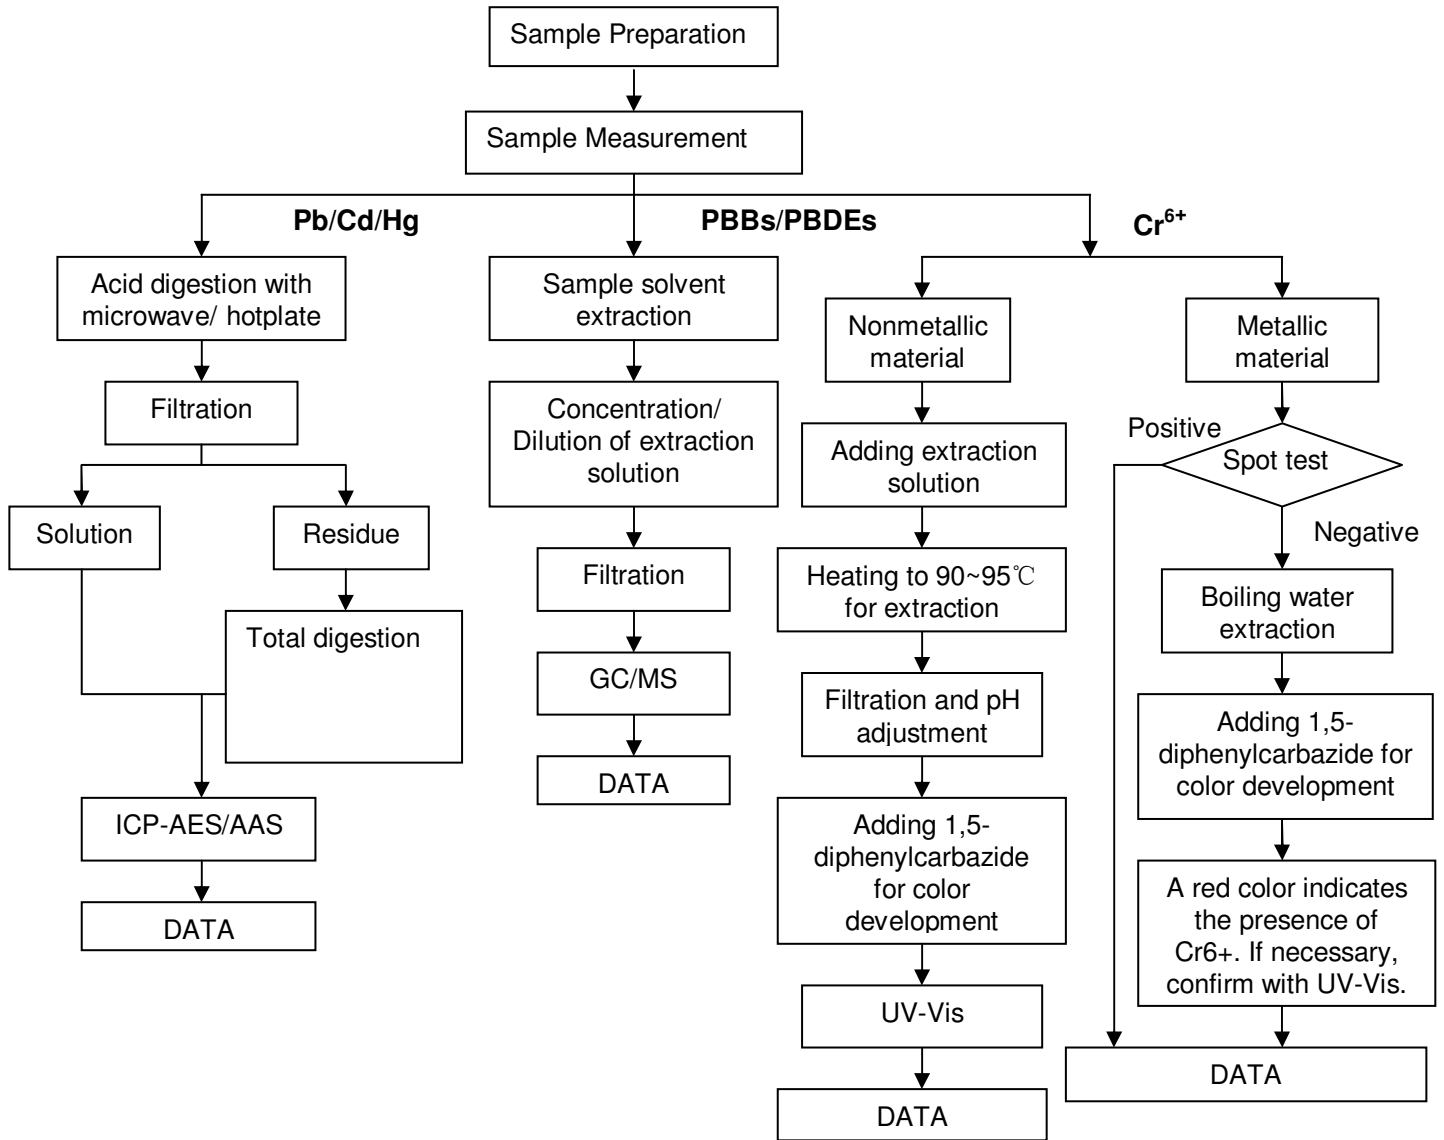 Sample Preparation
Sample Measurement
Pb/Cd/Hg
PBBs/PBDEs
Cr⁶⁺
Acid digestion with
microwave/ hotplate
Filtration
Solution
Residue
Total digestion
ICP-AES/AAS
DATA
Sample solvent
extraction
Concentration/
Dilution of extraction
solution
Filtration
GC/MS
DATA
Nonmetallic
material
Adding extraction
solution
Heating to 90~95℃
for extraction
Filtration and pH
adjustment
Adding 1,5-
diphenylcarbazide
for color
development
UV-Vis
DATA
Metallic
material
Positive
Spot test
Negative
Boiling water
extraction
Adding 1,5-
diphenylcarbazide for
color development
A red color indicates
the presence of
Cr6+. If necessary,
confirm with UV-Vis.
DATA